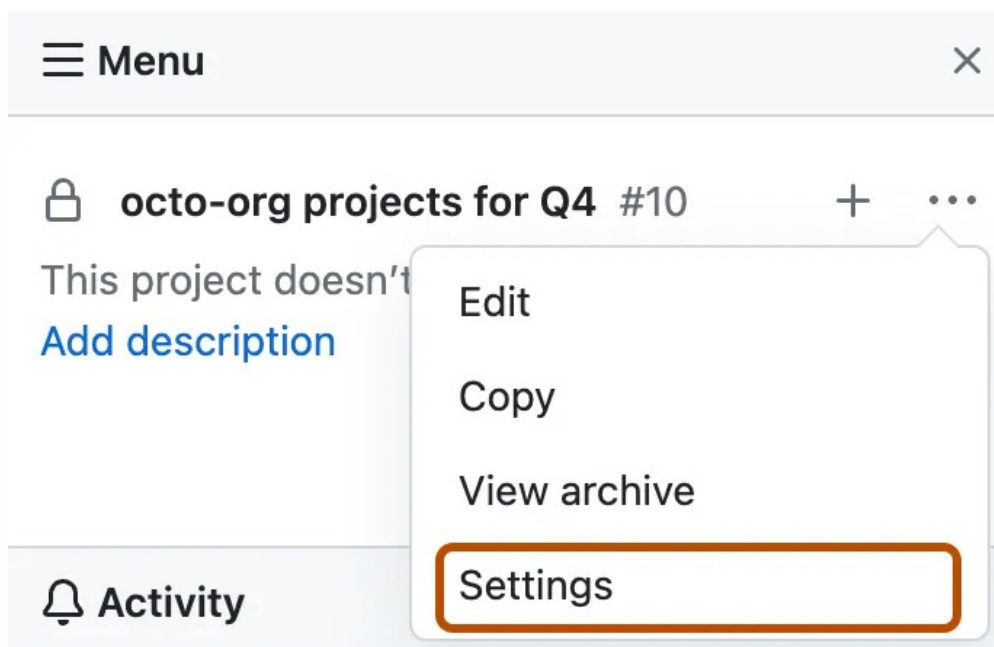 Menu
octo-org projects for Q4 #10
This project doesn’t
Add description
Edit
Copy
View archive
Settings
Activity